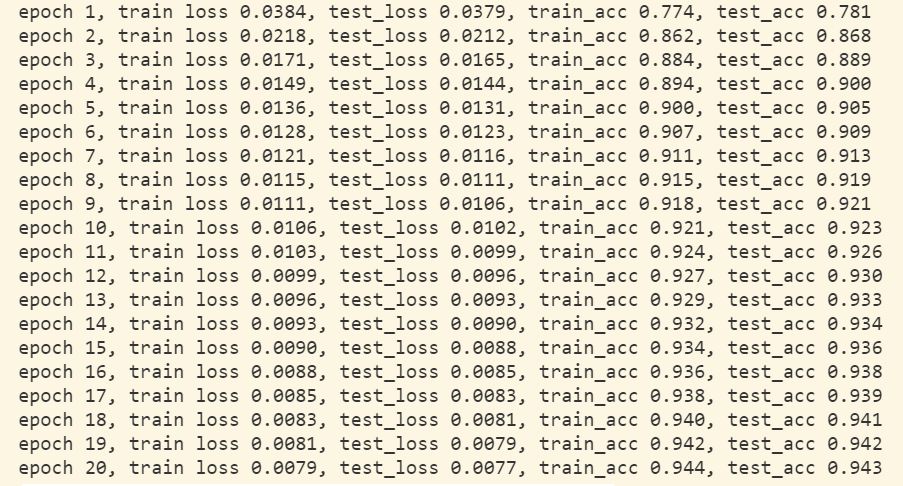 epoch 1, train loss 0.0384, test_loss 0.0379, train_acc 0.774, test_acc 0.781
epoch 2, train loss 0.0218, test_loss 0.0212, train_acc 0.862, test_acc 0.868
epoch 3, train loss 0.0171, test_loss 0.0165, train_acc 0.884, test_acc 0.889
epoch 4, train loss 0.0149, test_loss 0.0144, train_acc 0.894, test_acc 0.900
epoch 5, train loss 0.0136, test_loss 0.0131, train_acc 0.900, test_acc 0.905
epoch 6, train loss 0.0128, test_loss 0.0123, train_acc 0.907, test_acc 0.909
epoch 7, train loss 0.0121, test_loss 0.0116, train_acc 0.911, test_acc 0.913
epoch 8, train loss 0.0115, test_loss 0.0111, train_acc 0.915, test_acc 0.919
epoch 9, train loss 0.0111, test_loss 0.0106, train_acc 0.918, test_acc 0.921
epoch 10, train loss 0.0106, test_loss 0.0102, train_acc 0.921, test_acc 0.923
epoch 11, train loss 0.0103, test_loss 0.0099, train_acc 0.924, test_acc 0.926
epoch 12, train loss 0.0099, test_loss 0.0096, train_acc 0.927, test_acc 0.930
epoch 13, train loss 0.0096, test_loss 0.0093, train_acc 0.929, test_acc 0.933
epoch 14, train loss 0.0093, test_loss 0.0090, train_acc 0.932, test_acc 0.934
epoch 15, train loss 0.0090, test_loss 0.0088, train_acc 0.934, test_acc 0.936
epoch 16, train loss 0.0088, test_loss 0.0085, train_acc 0.936, test_acc 0.938
epoch 17, train loss 0.0085, test_loss 0.0083, train_acc 0.938, test_acc 0.939
epoch 18, train loss 0.0083, test_loss 0.0081, train_acc 0.940, test_acc 0.941
epoch 19, train loss 0.0081, test_loss 0.0079, train_acc 0.942, test_acc 0.942
epoch 20, train loss 0.0079, test_loss 0.0077, train_acc 0.944, test_acc 0.943